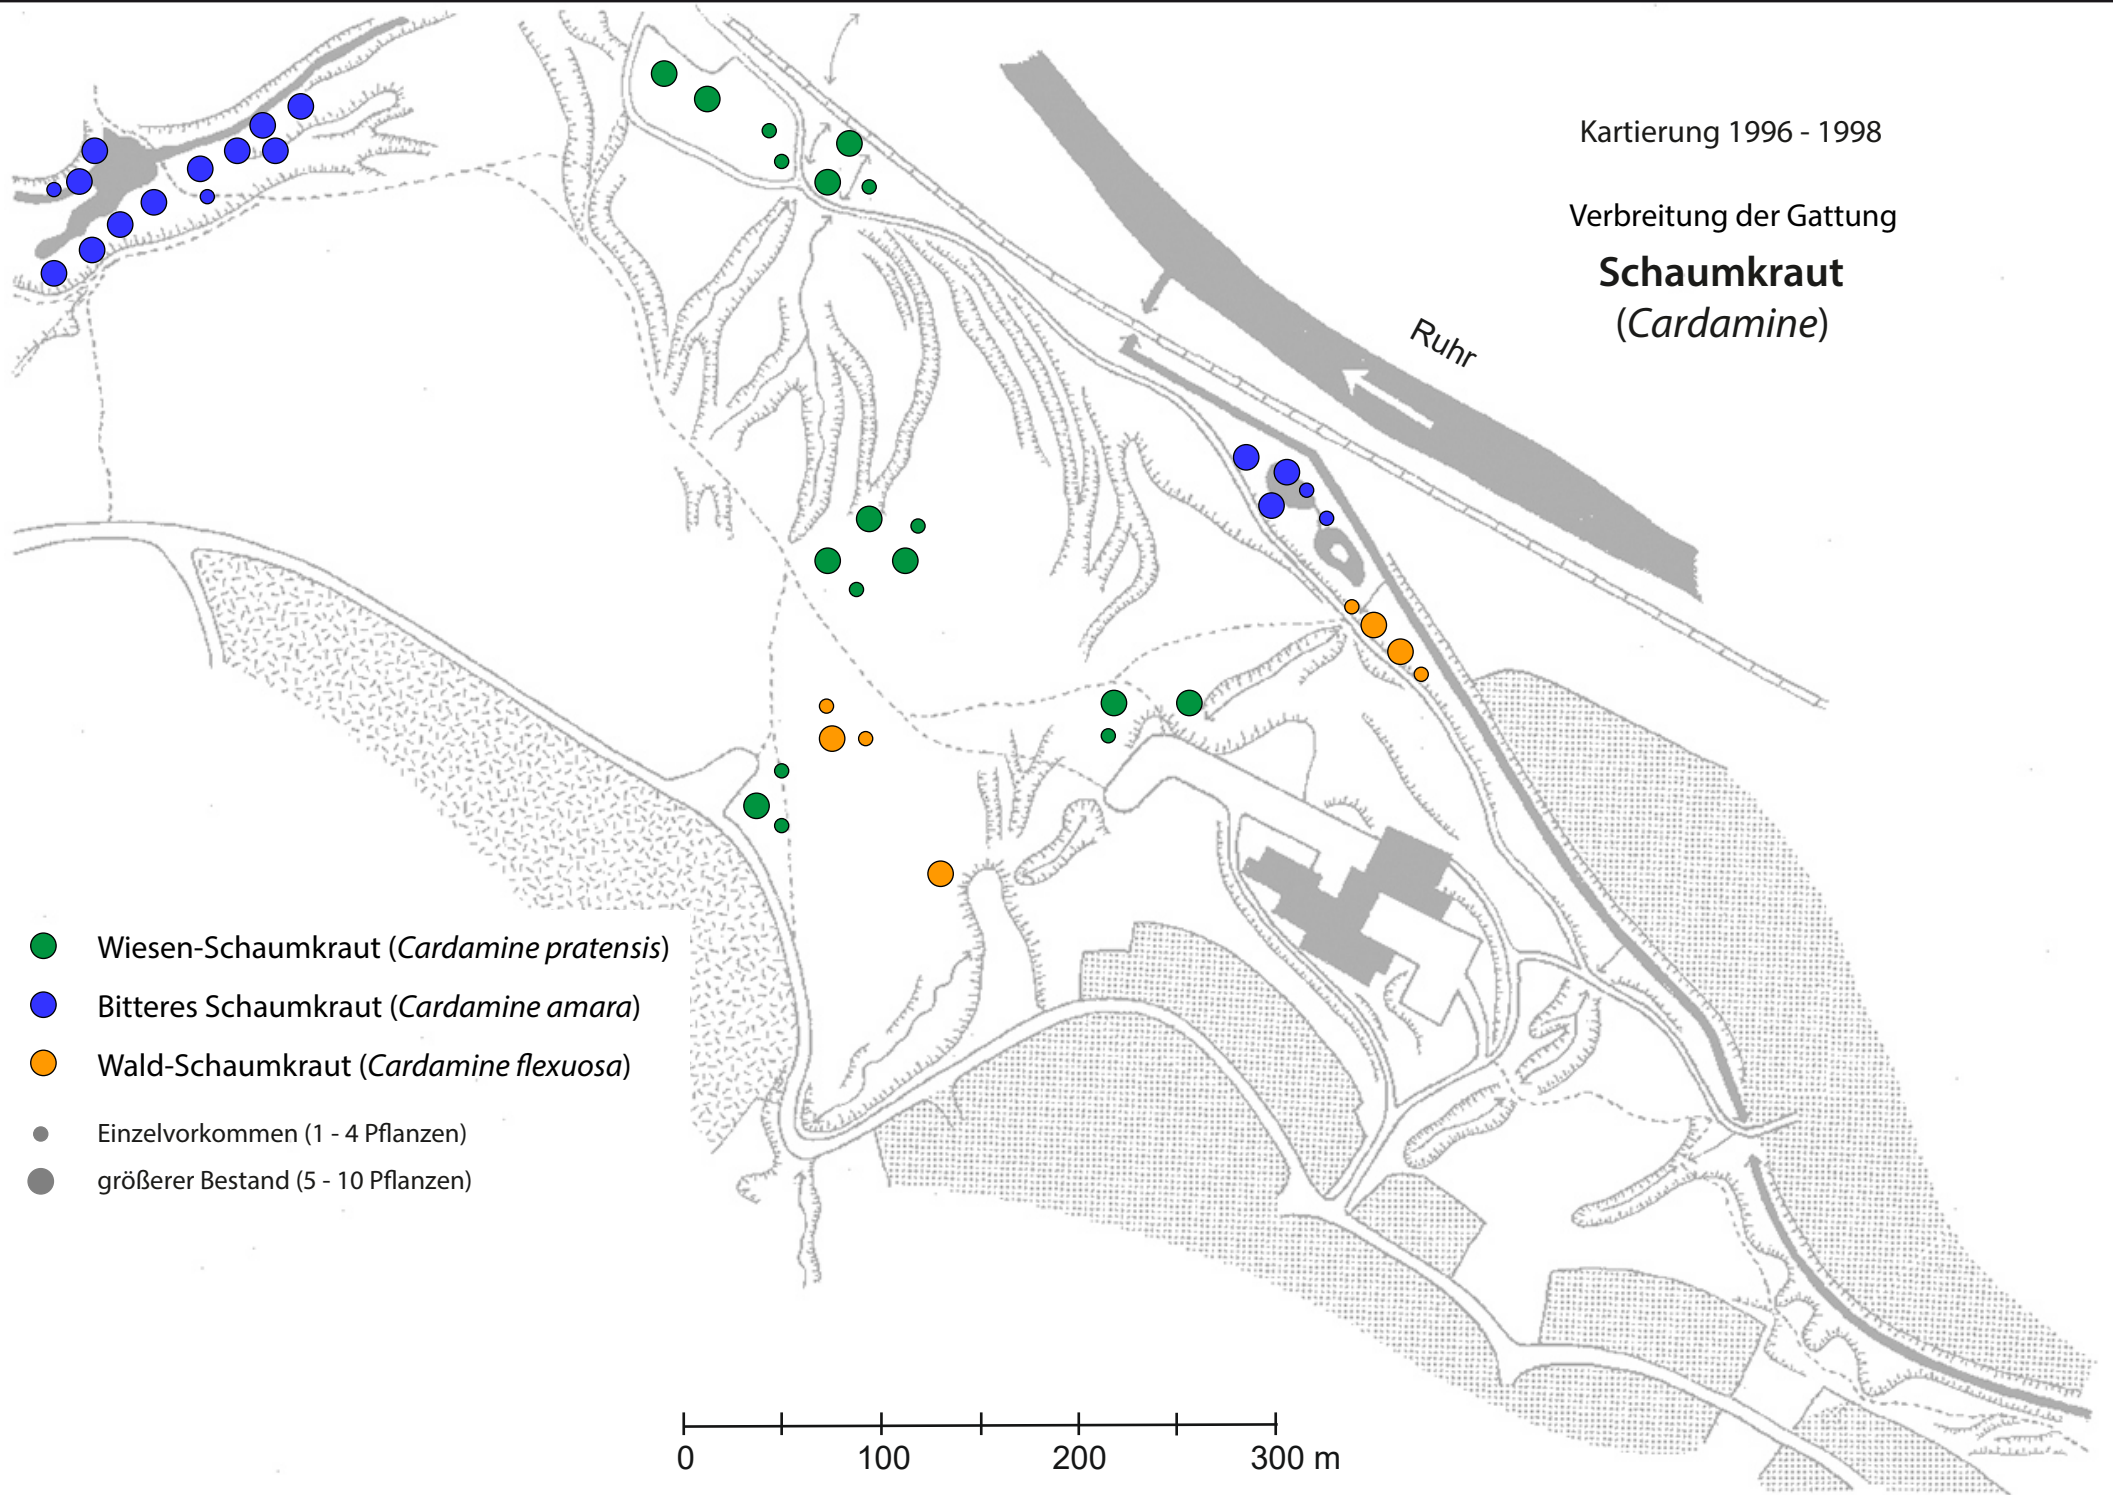 Kartierung 1996 - 1998
Verbreitung der Gattung
Schaumkraut
(Cardamine)
Ruhr
Wiesen-Schaumkraut (Cardamine pratensis)
Bitteres Schaumkraut (Cardamine amara)
Wald-Schaumkraut (Cardamine flexuosa)
Einzelvorkommen (1 - 4 Pflanzen)
größerer Bestand (5 - 10 Pflanzen)
0 100 200 300 m